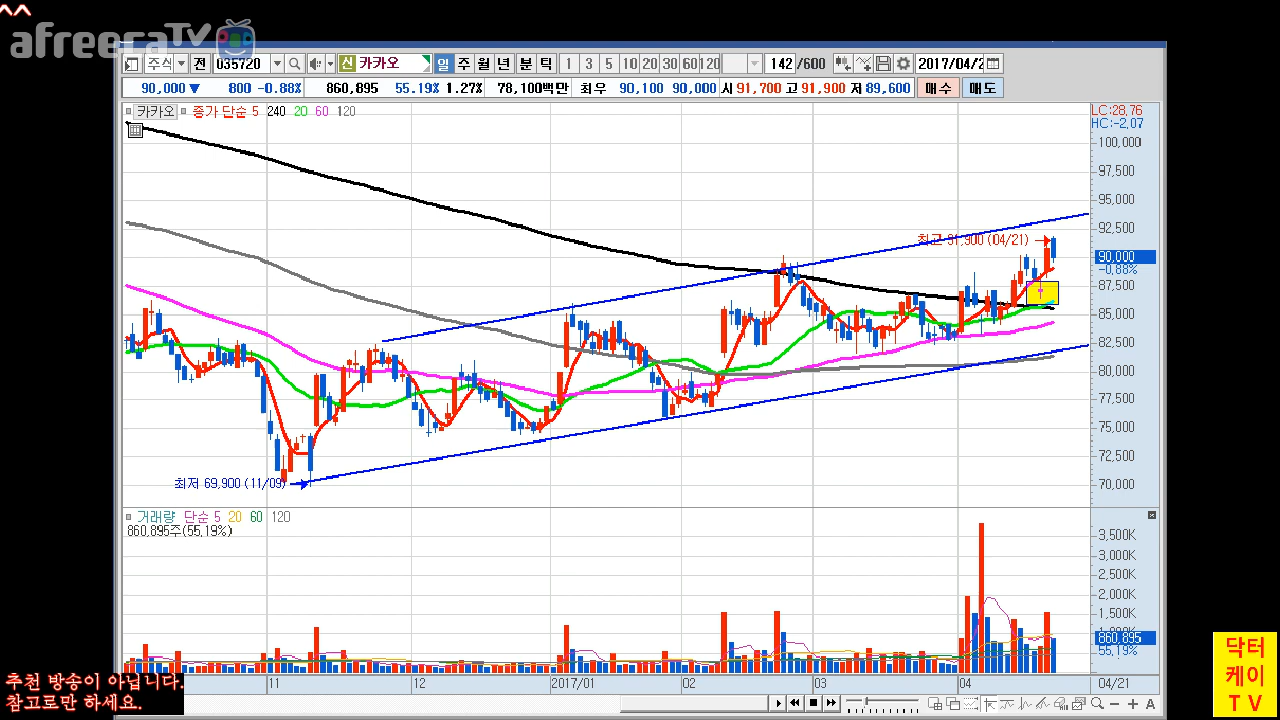 ^^
afreecaTV
주식 전 035720 신 카카오 일 주 월 년 분 틱 1 3 5 10 20 30 60 120 142 /600 2017/04/2
90,000 ▼ 800 -0.88% 860,895 55.19% 1.27% 78,100백만 최우 90,100 90,000 시 91,700 고 91,900 저 89,600 매수 매도
카카오 종가 단순 5 240 20 60 120
LC:28,76
HC:-2,07
100,000
97,500
95,000
92,500
최고 91,900 (04/21)
90,000
-0,88%
87,500
85,000
82,500
80,000
77,500
75,000
72,500
최저 69,900 (11/09)
70,000
거래량 단순 5 20 60 120
860,895주(55,19%)
3,500K
3,000K
2,500K
2,000K
1,500K
860,895
55,19%
11 12 2017/01 02 03 04 04/21
추천 방송이 아닙니다.
참고로만 하세요.
A
닥터
케이
TV